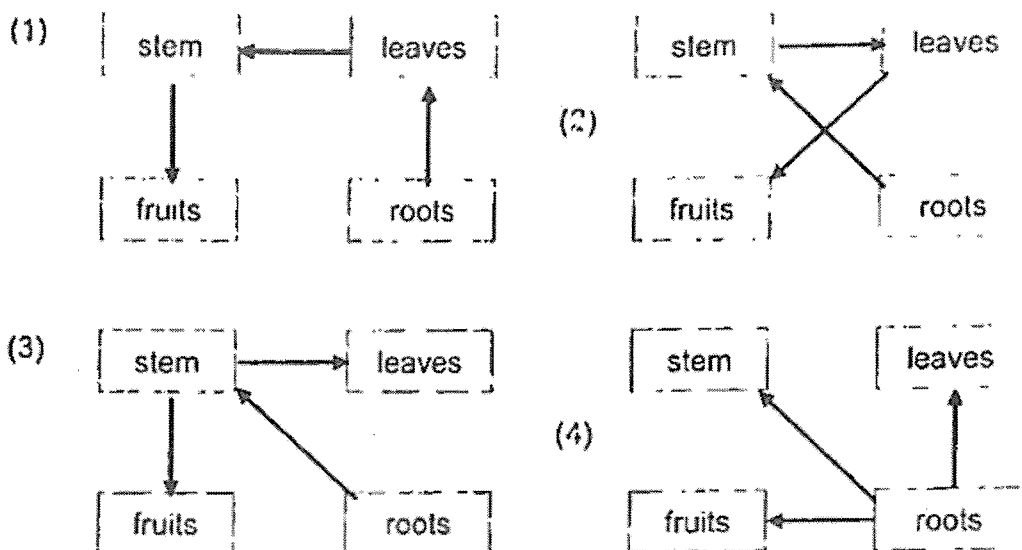 (1)
stem
leaves
fruits
roots
(2)
stem
leaves
fruits
roots
(3)
stem
leaves
fruits
roots
(4)
stem
leaves
fruits
roots